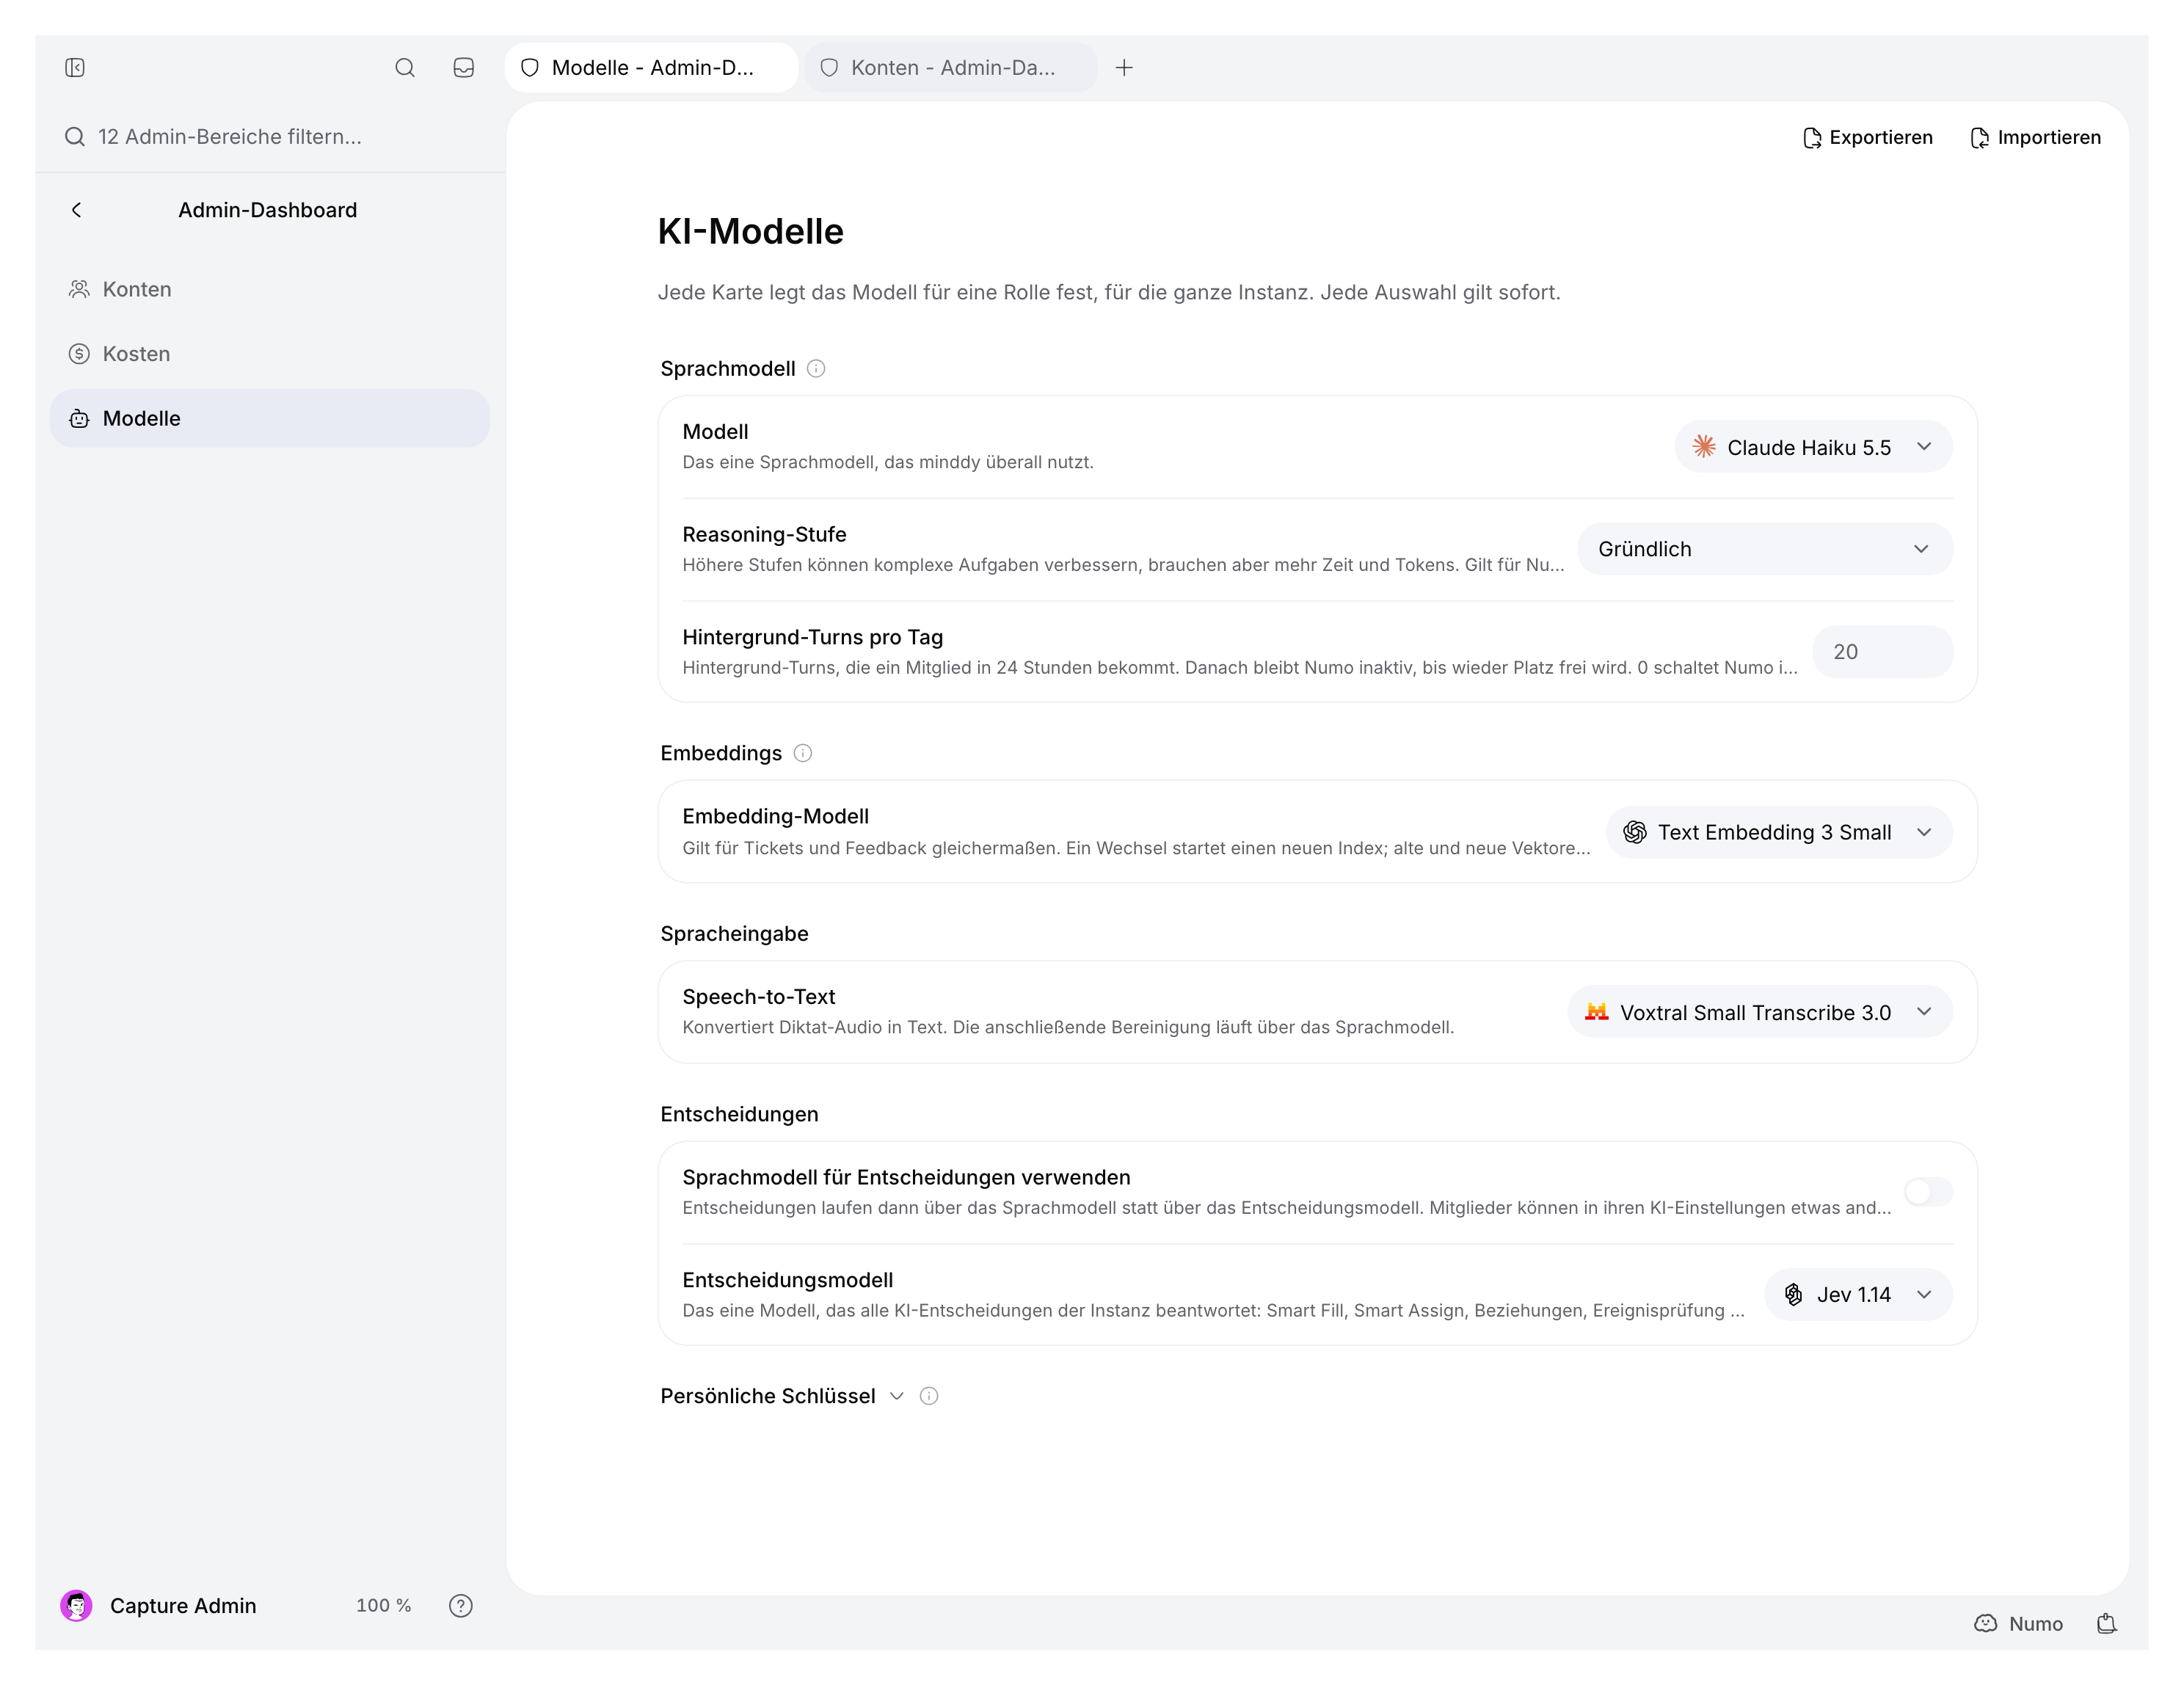 Modelle - Admin-D...
Konten - Admin-Da...
12 Admin-Bereiche filtern...
Admin-Dashboard
Konten
Kosten
Modelle
Exportieren
Importieren
KI-Modelle
Jede Karte legt das Modell für eine Rolle fest, für die ganze Instanz. Jede Auswahl gilt sofort.
Sprachmodell
Modell
Das eine Sprachmodell, das minddy überall nutzt.
Claude Haiku 5.5
Reasoning-Stufe
Höhere Stufen können komplexe Aufgaben verbessern, brauchen aber mehr Zeit und Tokens. Gilt für Nu...
Gründlich
Hintergrund-Turns pro Tag
Hintergrund-Turns, die ein Mitglied in 24 Stunden bekommt. Danach bleibt Numo inaktiv, bis wieder Platz frei wird. 0 schaltet Numo i...
20
Embeddings
Embedding-Modell
Gilt für Tickets und Feedback gleichermaßen. Ein Wechsel startet einen neuen Index; alte und neue Vektore...
Text Embedding 3 Small
Spracheingabe
Speech-to-Text
Konvertiert Diktat-Audio in Text. Die anschließende Bereinigung läuft über das Sprachmodell.
Voxtral Small Transcribe 3.0
Entscheidungen
Sprachmodell für Entscheidungen verwenden
Entscheidungen laufen dann über das Sprachmodell statt über das Entscheidungsmodell. Mitglieder können in ihren KI-Einstellungen etwas and...
Entscheidungsmodell
Das eine Modell, das alle KI-Entscheidungen der Instanz beantwortet: Smart Fill, Smart Assign, Beziehungen, Ereignisprüfung ...
Jev 1.14
Persönliche Schlüssel
Capture Admin
100 %
Numo